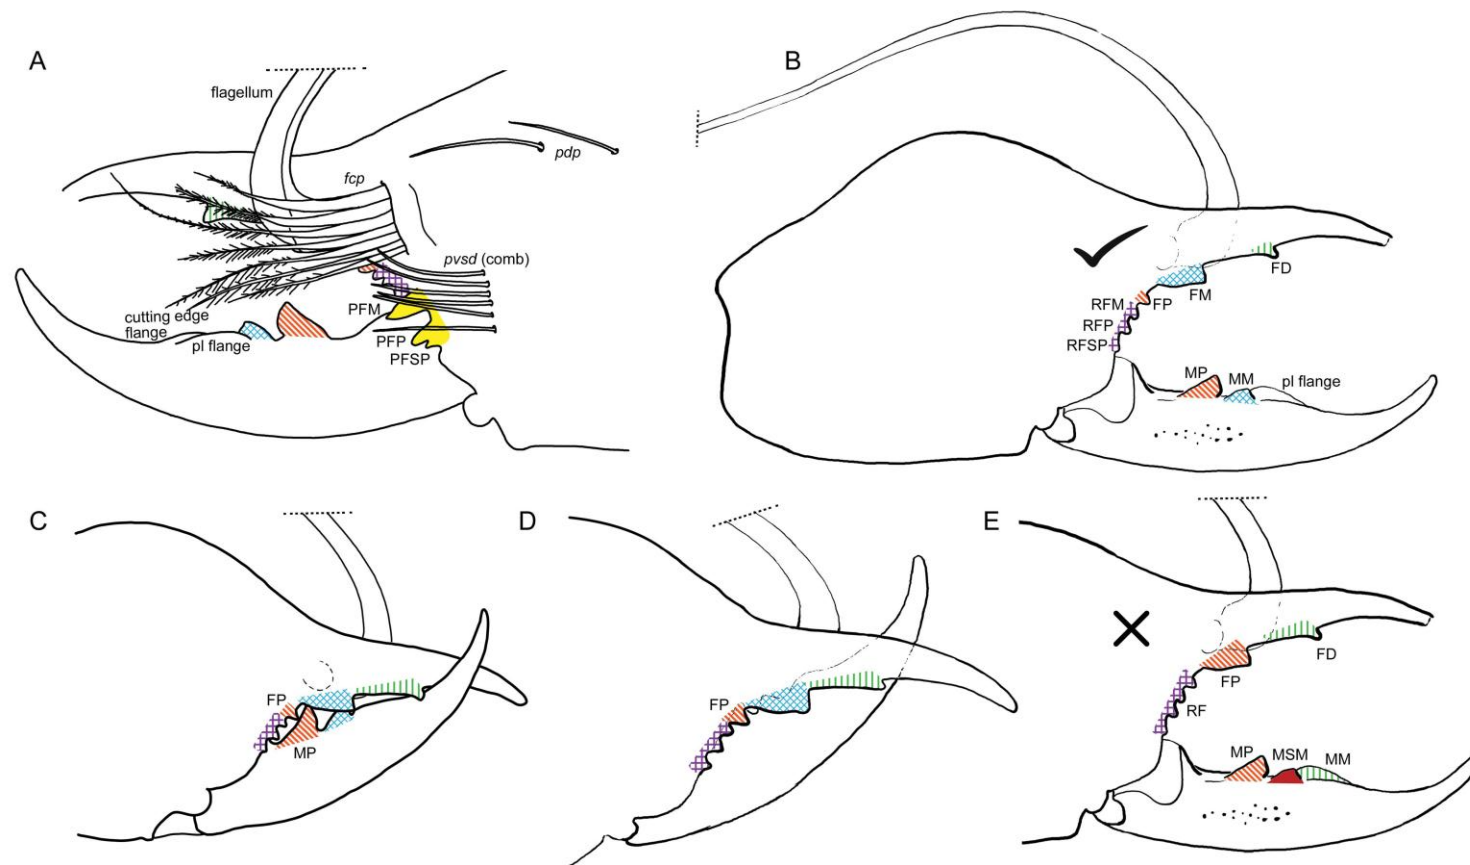 A
flagellum
fcp
pdp
pvsd (comb)
cutting edge
flange
pl flange
PFM
PFP
PFSP
B
FD
FM
FP
RFM
RFP
RFSP
MP
MM
pl flange
C
FP
MP
D
FP
E
FD
FP
RF
MP
MSM
MM